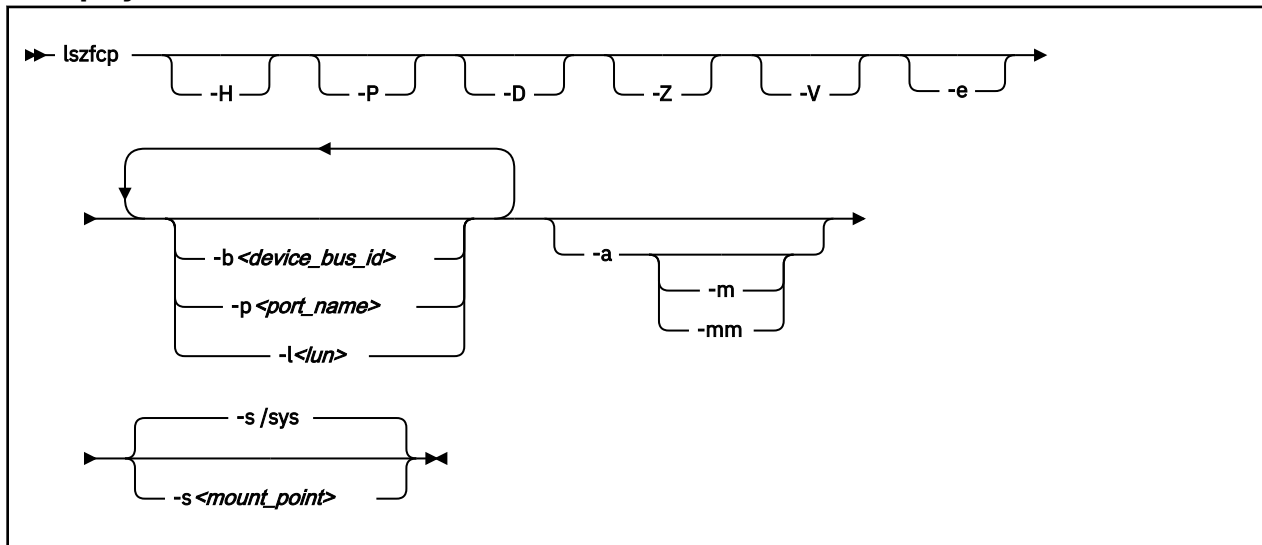 lszfcp
-H -P -D -Z -V -e
-b <device_bus_id>
-a
-p <port_name>
-m
-mm
-l <lun>
-s /sys
-s <mount_point>